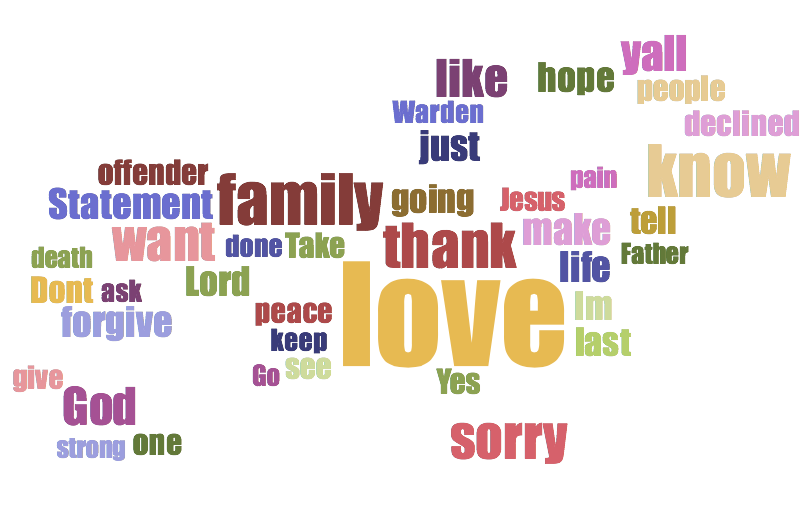 yall
like hope
people
Warden
declined
just
know
offender
pain
family
Statement going Jesus
tell
want done Take thank make
Father
death
life
Lord
Dont ask
love
peace Im
forgive
keep last
see
give Go
Yes
God
sorry
strong one